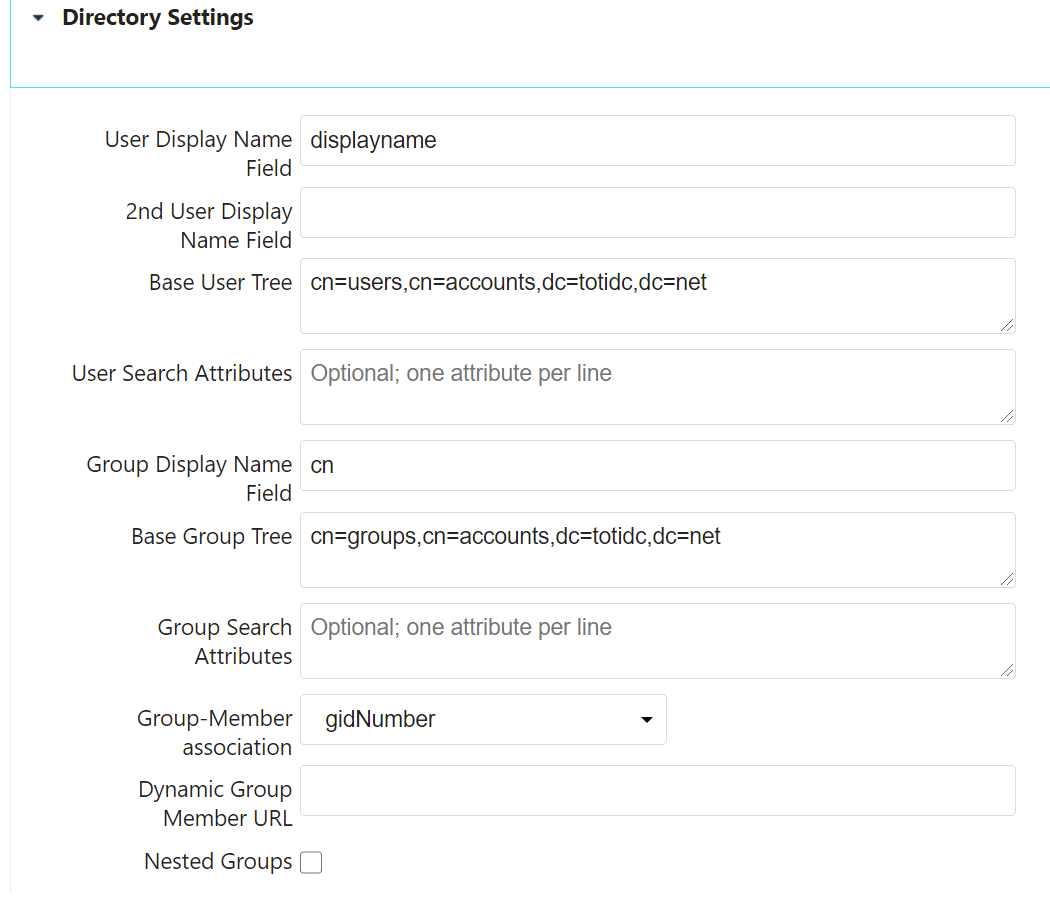 Directory Settings
User Display Name
Field
displayname
2nd User Display
Name Field
Base User Tree
cn=users,cn=accounts,dc=totidc,dc=net
User Search Attributes
Optional; one attribute per line
Group Display Name
Field
cn
Base Group Tree
cn=groups,cn=accounts,dc=totidc,dc=net
Group Search
Attributes
Optional; one attribute per line
Group-Member
association
gidNumber
Dynamic Group
Member URL
Nested Groups